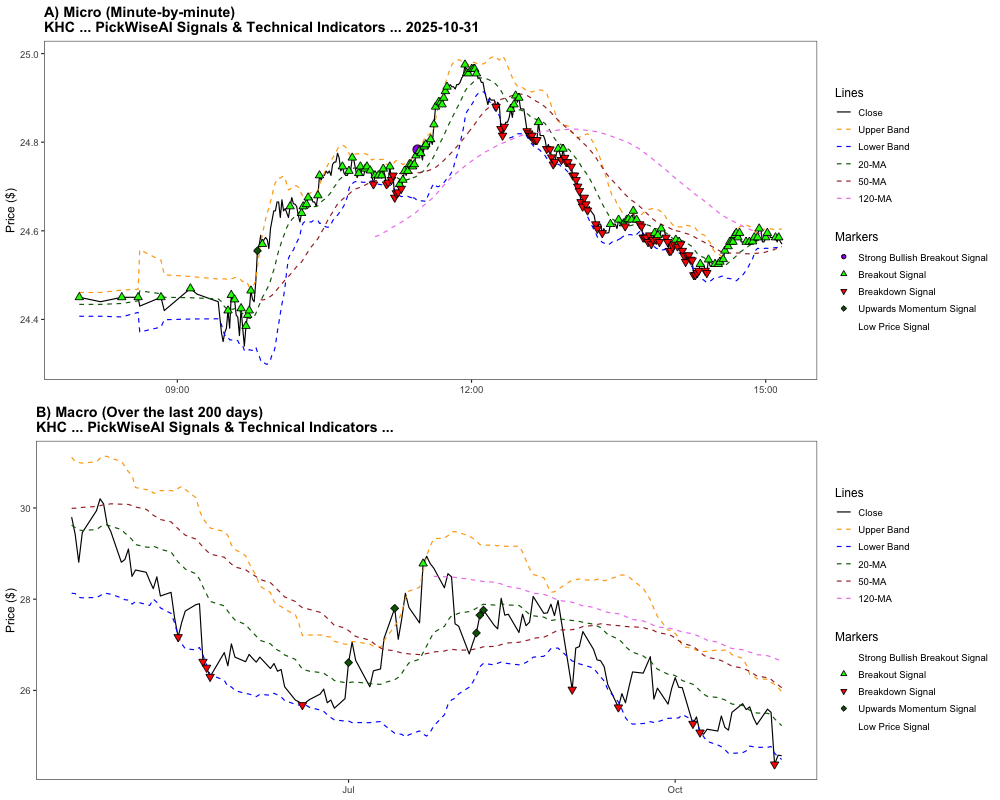 A) Micro (Minute-by-minute)
KHC ... PickWiseAI Signals & Technical Indicators ... 2025-10-31
25.0
24.8
24.6
24.4
Price ($)
09:00
12:00
15:00
Lines
Close
Upper Band
Lower Band
20-MA
50-MA
120-MA
Markers
Strong Bullish Breakout Signal
Breakout Signal
Breakdown Signal
Upwards Momentum Signal
Low Price Signal
B) Macro (Over the last 200 days)
KHC ... PickWiseAI Signals & Technical Indicators ...
30
28
26
Price ($)
Jul
Oct
Lines
Close
Upper Band
Lower Band
20-MA
50-MA
120-MA
Markers
Strong Bullish Breakout Signal
Breakout Signal
Breakdown Signal
Upwards Momentum Signal
Low Price Signal